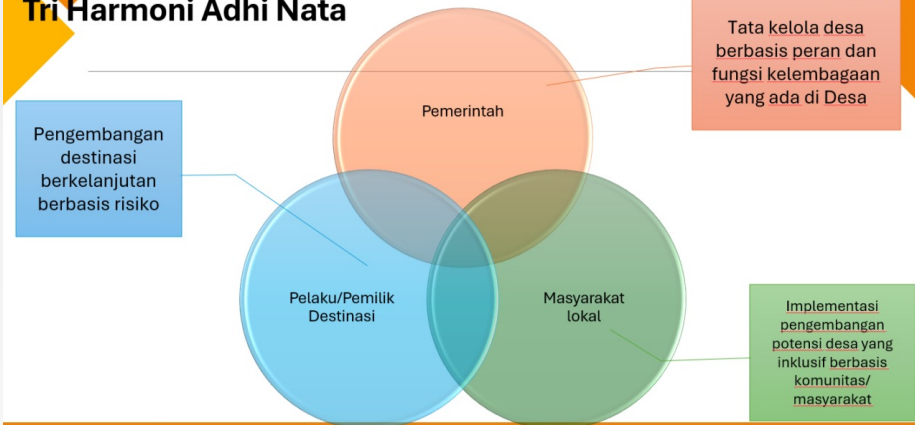 Tri Harmoni Adhi Nata
Pemerintah
Tata kelola desa
berbasis peran dan
fungsi kelembagaan
yang ada di Desa
Pengembangan
destinasi
berkelanjutan
berbasis risiko
Pelaku/Pemilik
Destinasi
Masyarakat
lokal
Implementasi
pengembangan
potensi desa yang
inklusif berbasis
komunitas/
masyarakat